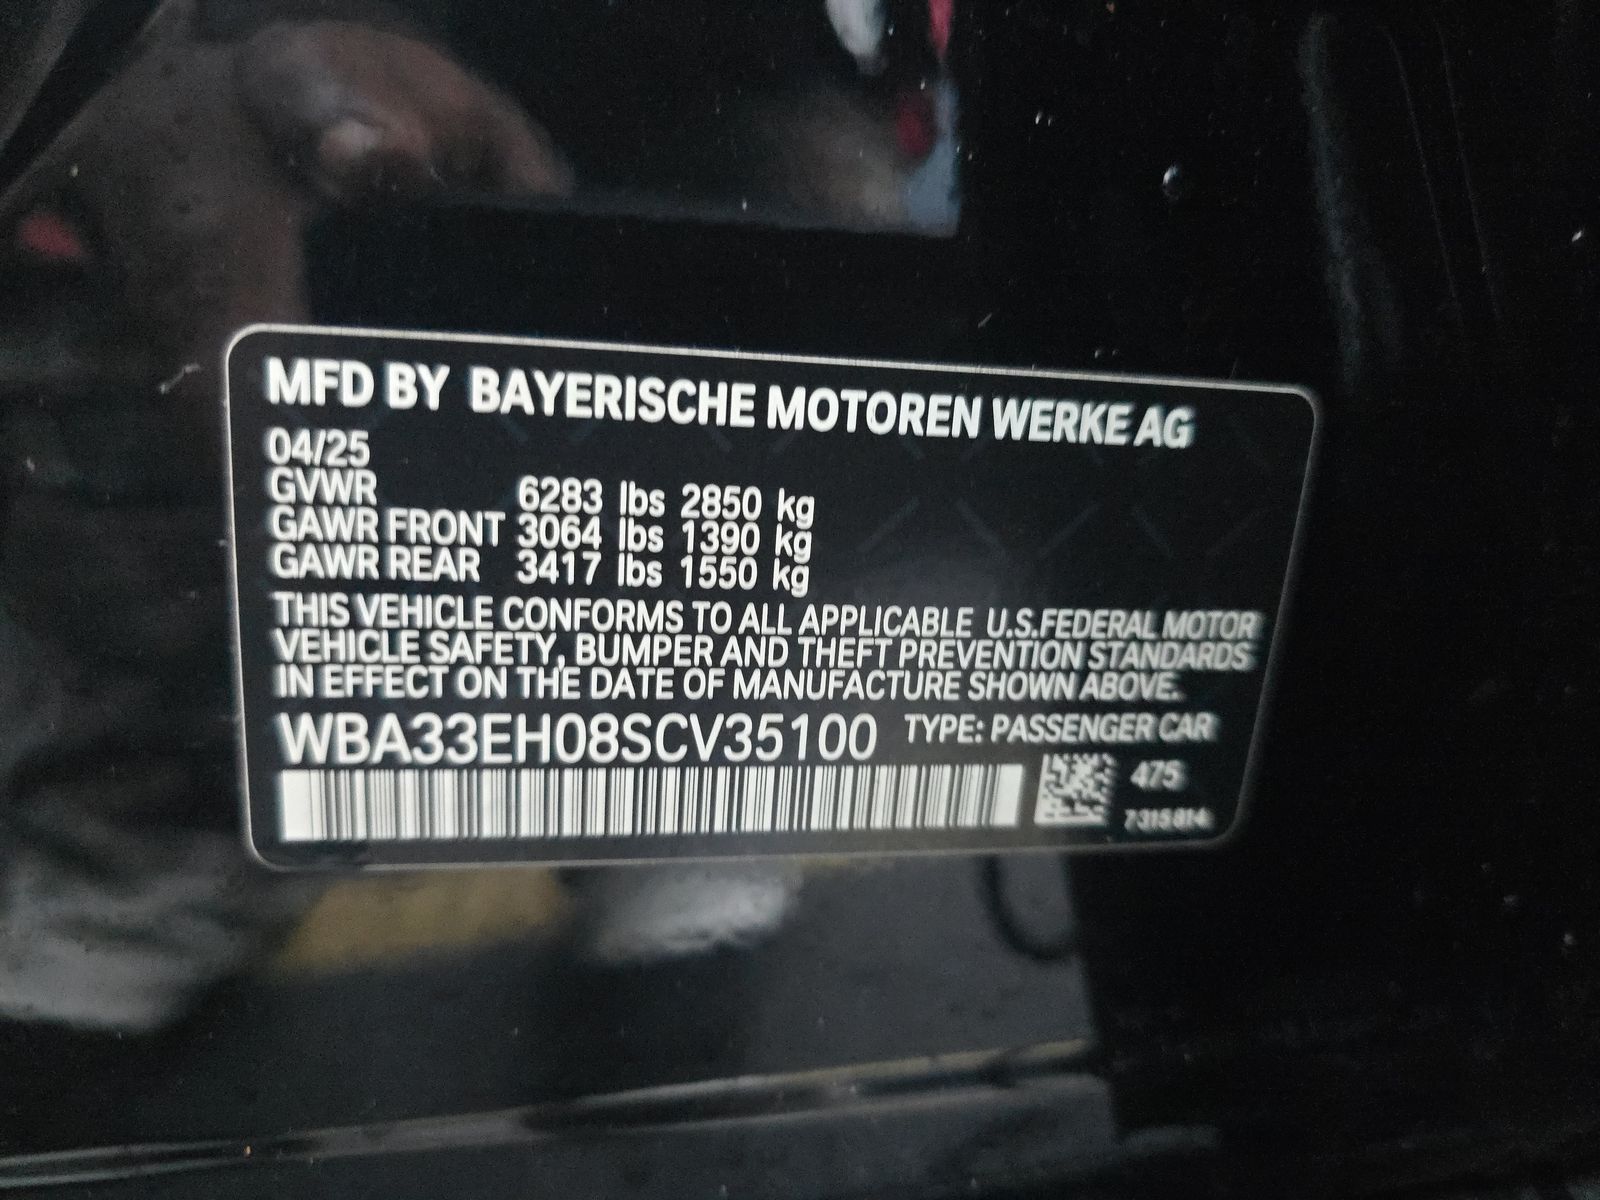 MFD BY BAYERISCHE MOTOREN WERKE AG
04/25
GVWR 6283 lbs 2850 kg
GAWR FRONT 3064 lbs 1390 kg
GAWR REAR 3417 lbs 1550 kg
THIS VEHICLE CONFORMS TO ALL APPLICABLE U.S.FEDERAL MOTOR
VEHICLE SAFETY, BUMPER AND THEFT PREVENTION STANDARDS
IN EFFECT ON THE DATE OF MANUFACTURE SHOWN ABOVE.
WBA33EH08SCV35100 TYPE: PASSENGER CAR
475
7315814